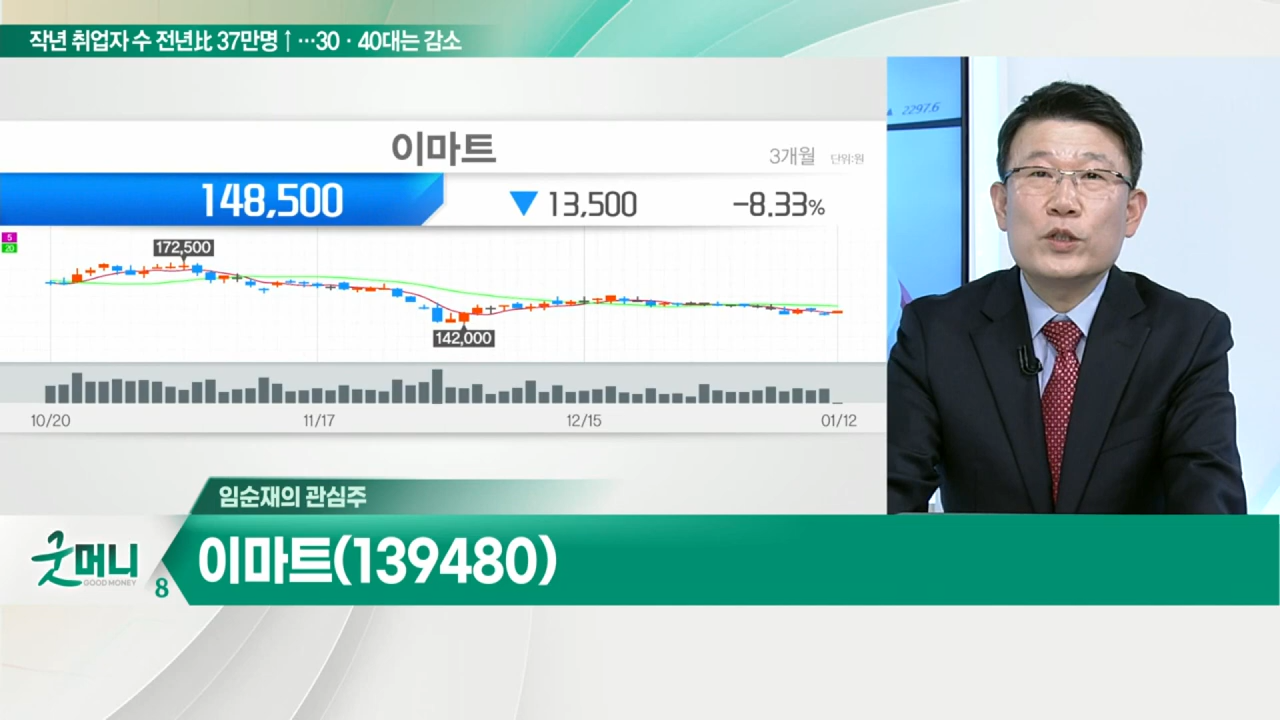 작년 취업자 수 전년比 37만명↑…30·40대는 감소
2297.6
이마트
3개월 단위:원
148,500 ▼ 13,500 -8.33%
5
20
172,500
142,000
10/20 11/17 12/15 01/12
임순재의 관심주
굿머니
GOOD MONEY
8
이마트(139480)